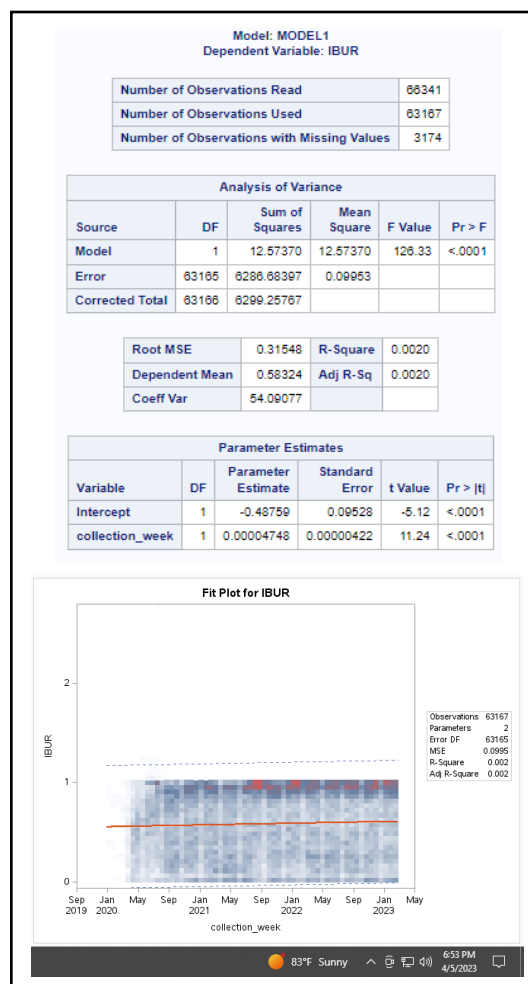 Model: MODEL1
Dependent Variable: IBUR
Number of Observations Read 66341
Number of Observations Used 63167
Number of Observations with Missing Values 3174
Analysis of Variance
Source DF Sum of Squares Mean Square F Value Pr > F
Model 1 12.57370 12.57370 126.33 <.0001
Error 63165 6286.68397 0.09953
Corrected Total 63166 6299.25767
Root MSE 0.31548 R-Square 0.0020
Dependent Mean 0.58324 Adj R-Sq 0.0020
Coeff Var 54.09077
Parameter Estimates
Variable DF Parameter Estimate Standard Error t Value Pr > |t|
Intercept 1 -0.48759 0.09528 -5.12 <.0001
collection_week 1 0.00004748 0.00000422 11.24 <.0001
Fit Plot for IBUR
2
1
0
IBUR
Sep Jan May Sep Jan May Sep Jan May Sep Jan May
2019 2020 2021 2022 2023
collection_week
Observations 63167
Parameters 2
Error DF 63165
MSE 0.0995
R-Square 0.002
Adj R-Square 0.002
83°F Sunny
6:53 PM
4/5/2023